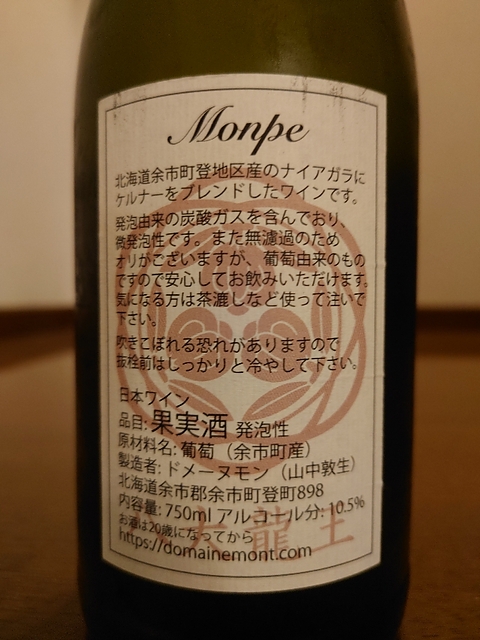 Monpe
北海道余市町登地区産のナイアガラに
ケルナーをブレンドしたワインです。
発泡由来の炭酸ガスを含んでおり、
微発泡性です。また無濾過のため
オリがございますが、葡萄由来のもの
ですので安心してお飲みいただけます。
気になる方は茶漉しなど使って注いで
下さい。
吹きこぼれる恐れがありますので
抜栓前はしっかりと冷やして下さい。
日本ワイン
品目: 果実酒 発泡性
原材料名: 葡萄（余市町産）
製造者: ドメーヌモン（山中敦生）
北海道余市郡余市町登町898
内容量: 750ml アルコール分: 10.5%
お酒は20歳になってから
https://domainemont.com
龍王